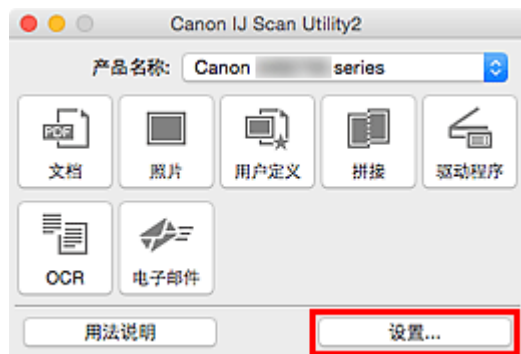 Canon IJ Scan Utility2
产品名称: Canon series
PDF
文档 照片 用户定义 拼接 驱动程序
OCR 电子邮件
用法说明 设置...